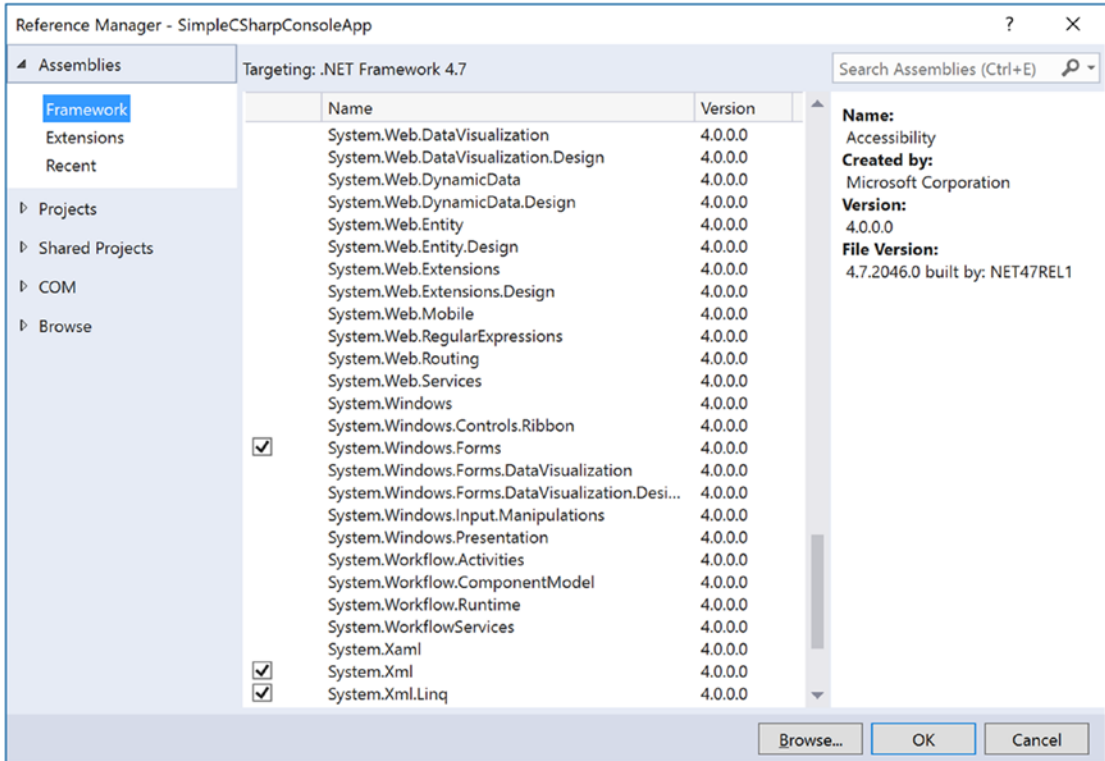 Reference Manager - SimpleCSharpConsoleApp ? ×
Assemblies
Framework
Extensions
Recent
Projects
Shared Projects
COM
Browse
Targeting: .NET Framework 4.7
Search Assemblies (Ctrl+E)
Name Version
System.Web.DataVisualization 4.0.0.0
System.Web.DataVisualization.Design 4.0.0.0
System.Web.DynamicData 4.0.0.0
System.Web.DynamicData.Design 4.0.0.0
System.Web.Entity 4.0.0.0
System.Web.Entity.Design 4.0.0.0
System.Web.Extensions 4.0.0.0
System.Web.Extensions.Design 4.0.0.0
System.Web.Mobile 4.0.0.0
System.Web.RegularExpressions 4.0.0.0
System.Web.Routing 4.0.0.0
System.Web.Services 4.0.0.0
System.Windows 4.0.0.0
System.Windows.Controls.Ribbon 4.0.0.0
System.Windows.Forms 4.0.0.0
System.Windows.Forms.DataVisualization 4.0.0.0
System.Windows.Forms.DataVisualization.Desi... 4.0.0.0
System.Windows.Input.Manipulations 4.0.0.0
System.Windows.Presentation 4.0.0.0
System.Workflow.Activities 4.0.0.0
System.Workflow.ComponentModel 4.0.0.0
System.Workflow.Runtime 4.0.0.0
System.WorkflowServices 4.0.0.0
System.Xaml 4.0.0.0
System.Xml 4.0.0.0
System.Xml.Linq 4.0.0.0
Name:
Accessibility
Created by:
Microsoft Corporation
Version:
4.0.0.0
File Version:
4.7.2046.0 built by: NET47REL1
Browse... OK Cancel